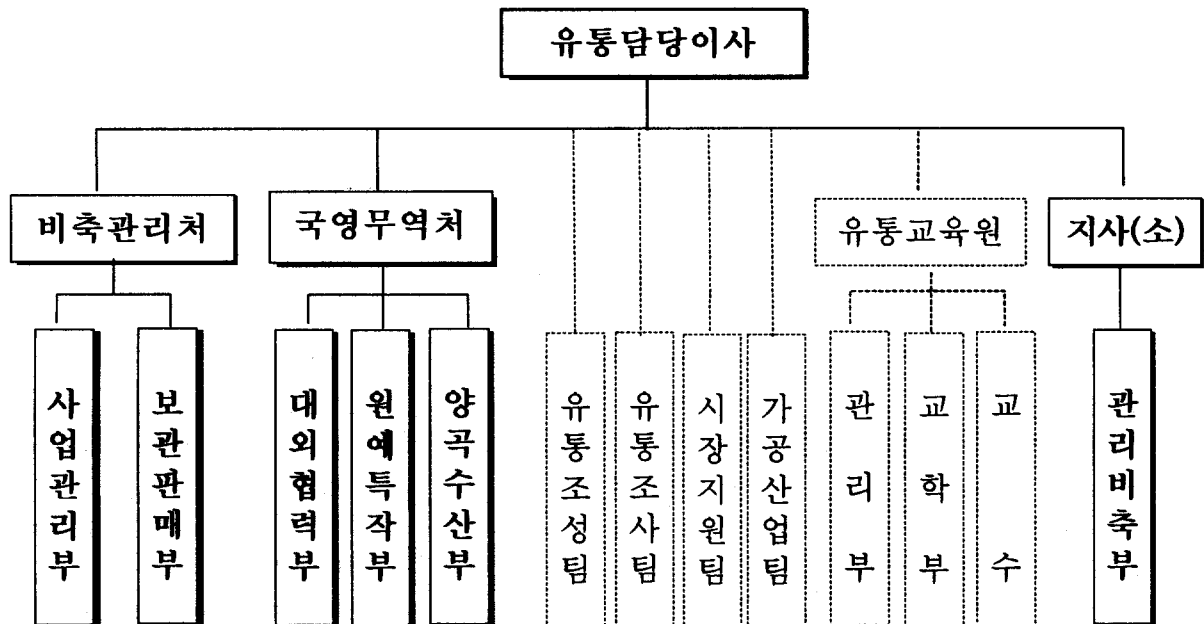 유통담당이사
비축관리처
국영무역처
유통교육원
지사(소)
사업관리부
보관판매부
대외협력부
원예특작부
양곡수산부
유통조성팀
유통조사팀
시장지원팀
가공산업팀
관리부
교학부
교수
관리비축부